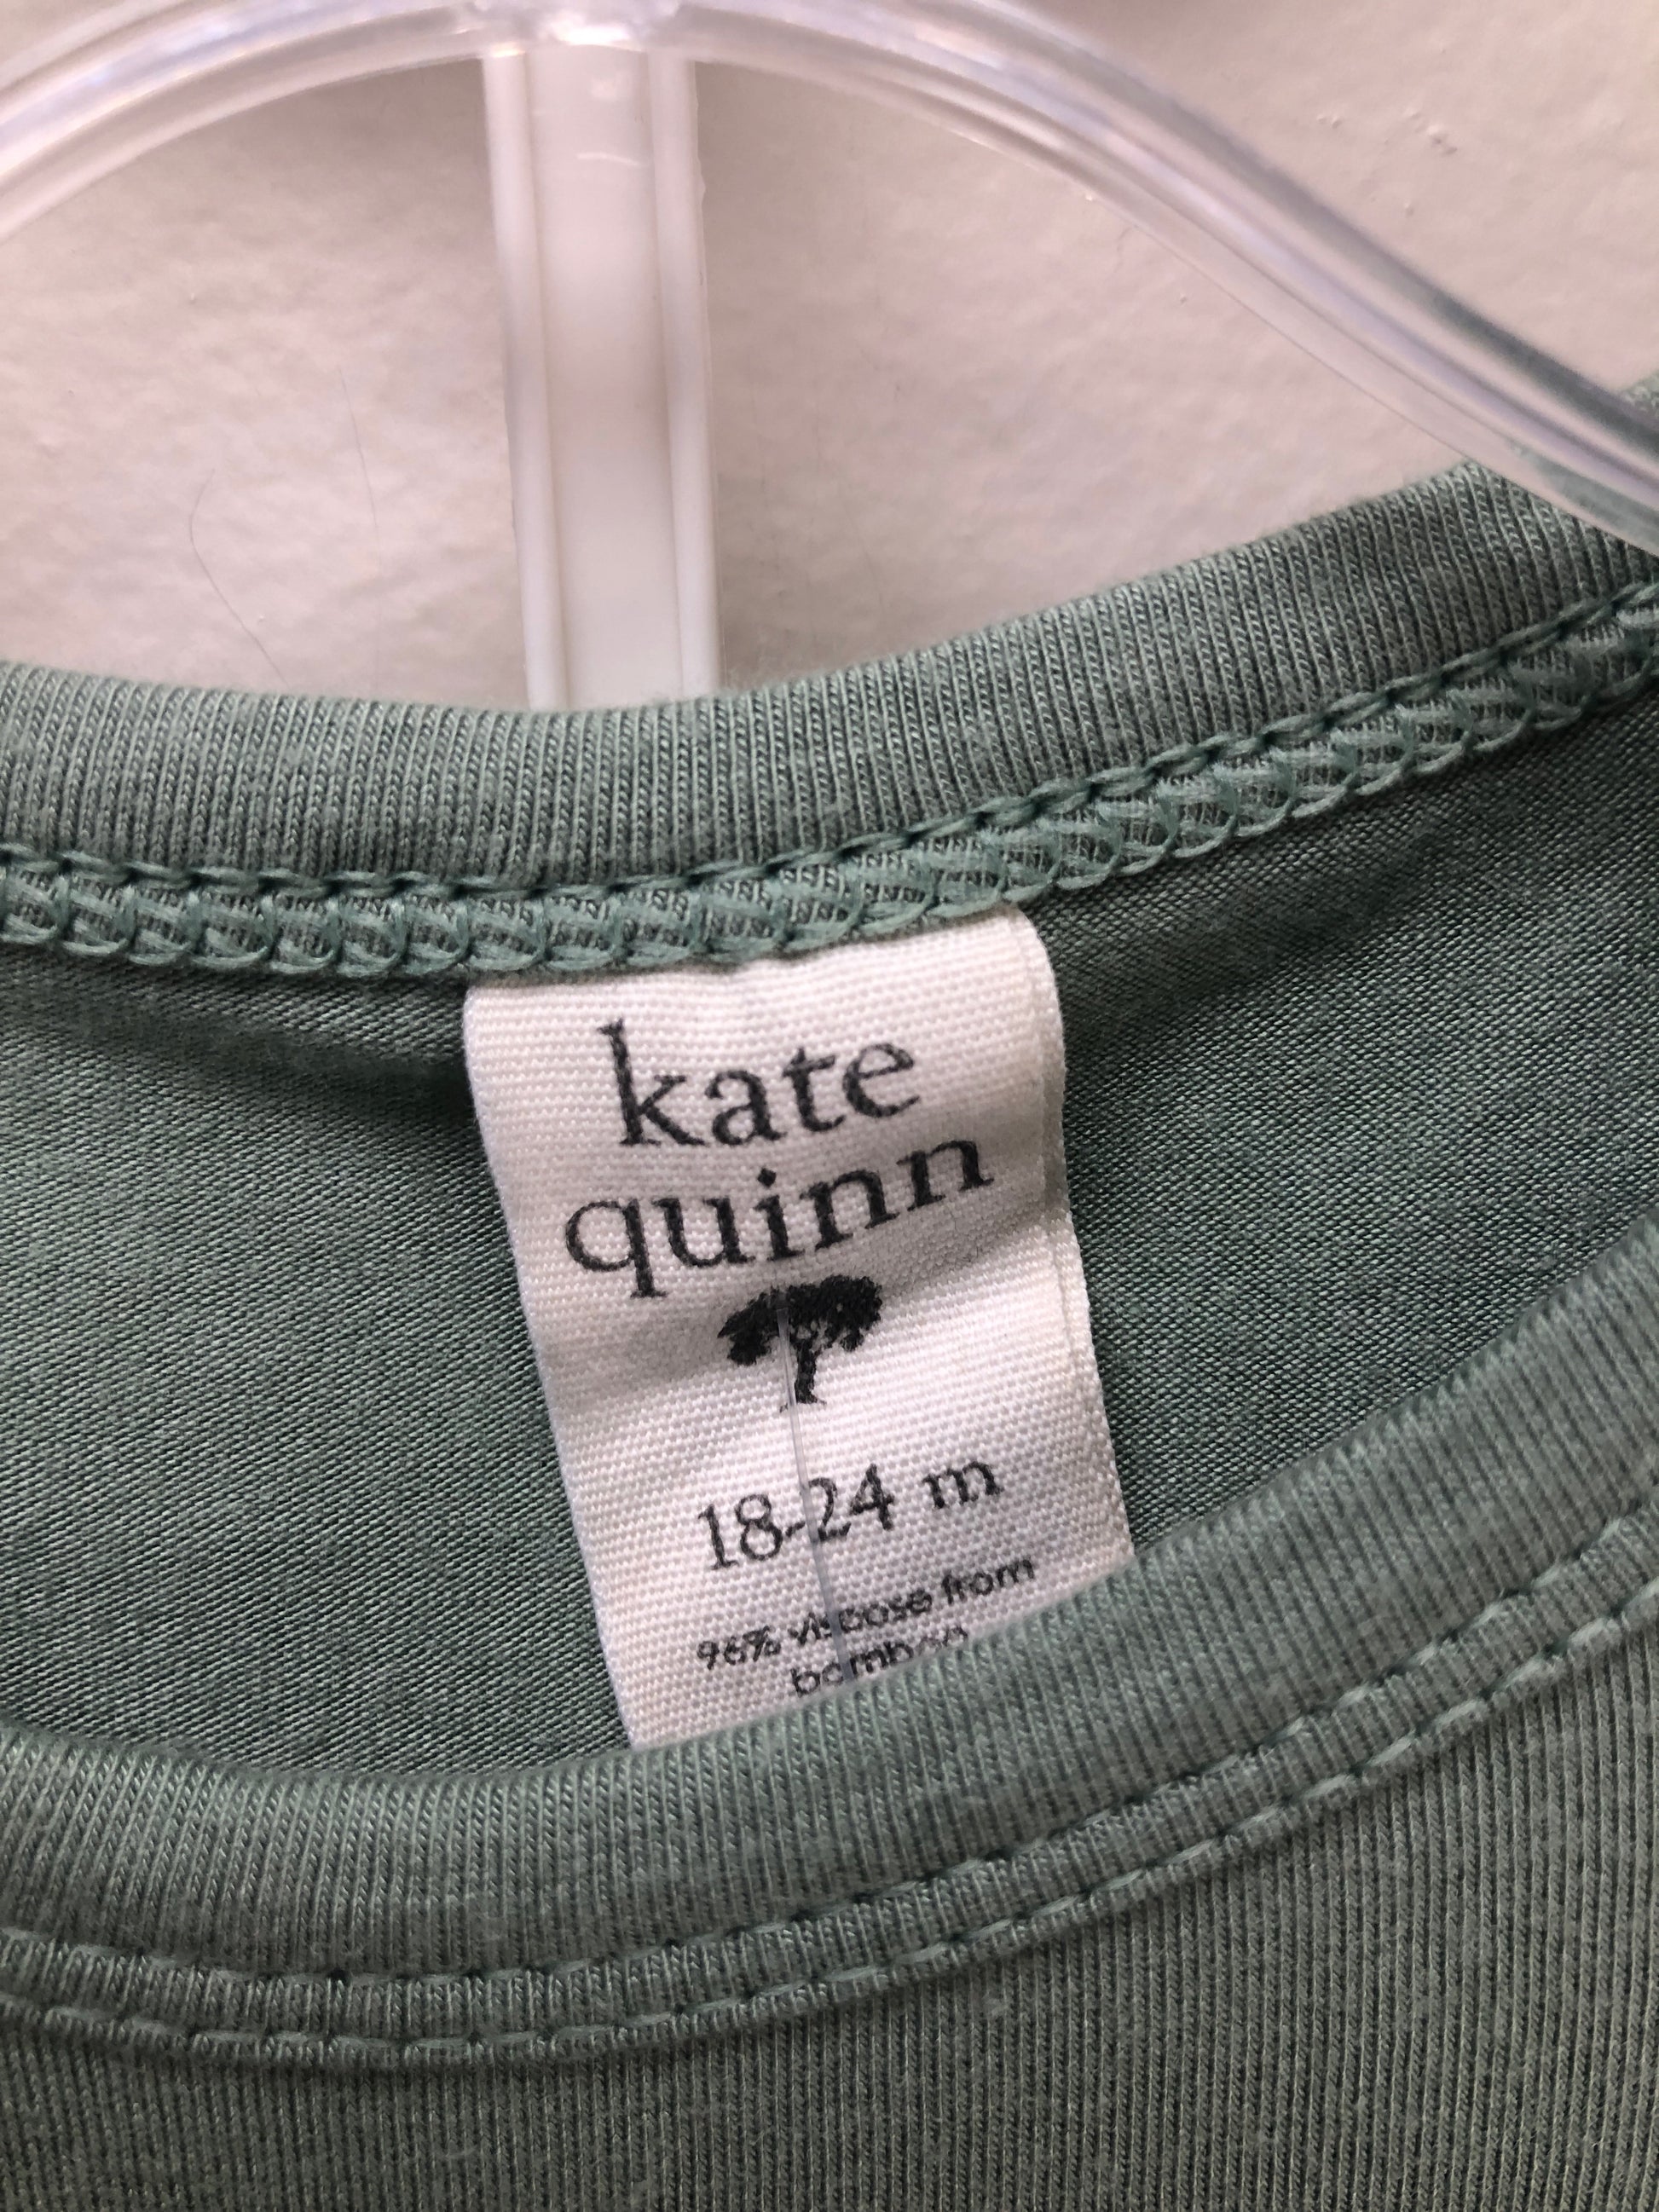 kate
quinn
18-24 m
96% viscose from
bamboo